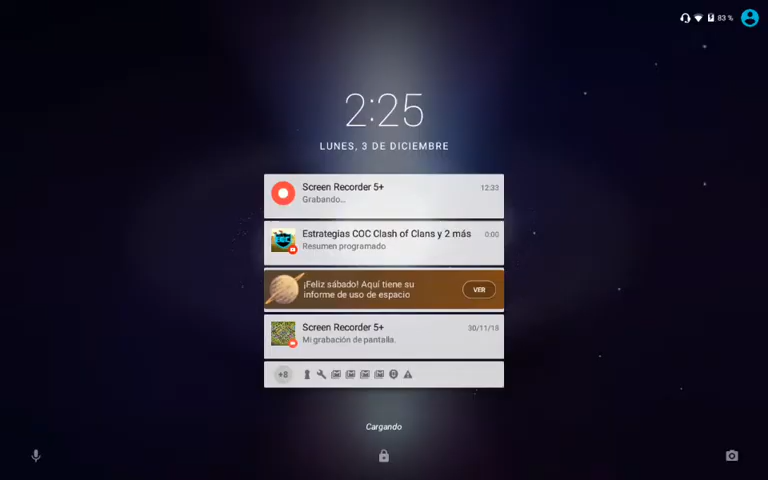 83 %
2:25
LUNES, 3 DE DICIEMBRE
Screen Recorder 5+ 12:33
Grabando...
Estrategias COC Clash of Clans y 2 más 0:00
Resumen programado
¡Feliz sábado! Aquí tiene su
informe de uso de espacio
VER
Screen Recorder 5+ 30/11/18
Mi grabación de pantalla.
+8
Cargando